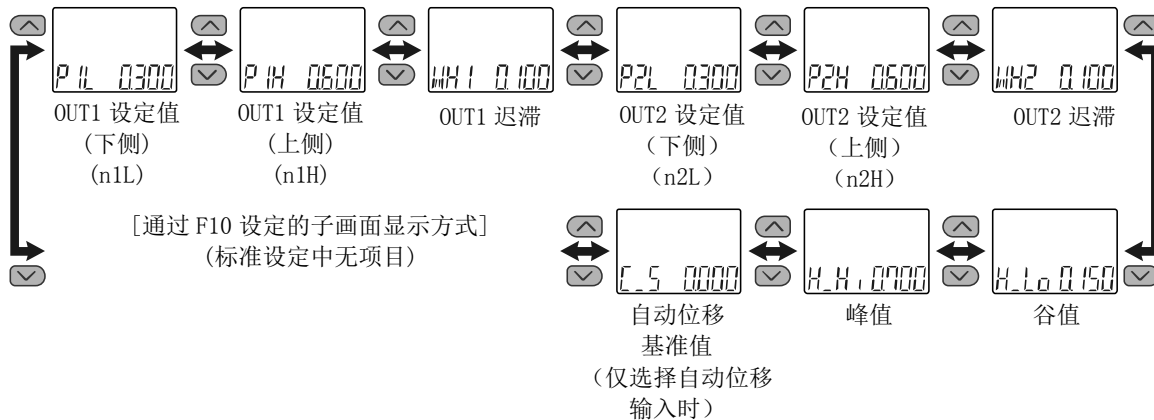 P 1L 0.300
P 1H 0.600
WH 1 0.100
P2L 0.300
P2H 0.600
WH2 0.100
OUT1 设定值
(下侧)
(n1L)
OUT1 设定值
(上侧)
(n1H)
OUT1 迟滞
OUT2 设定值
（下侧）
（n2L）
OUT2 设定值
（上侧）
（n2H）
OUT2 迟滞
[通过 F10 设定的子画面显示方式]
(标准设定中无项目)
C_5 0.000
H_Hi 0.700
H_Lo 0.150
自动位移
基准值
（仅选择自动位移
输入时）
峰值
谷值